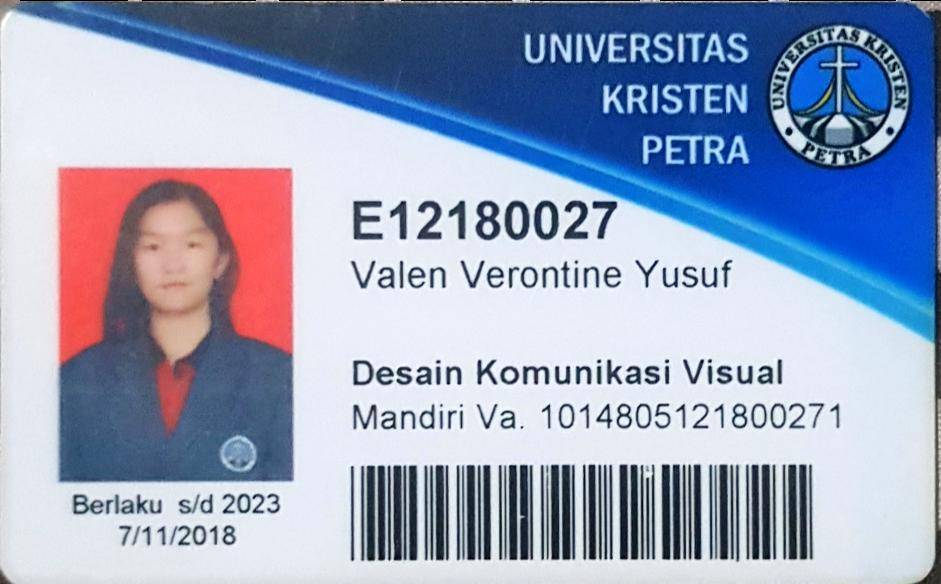 UNIVERSITAS
KRISTEN
PETRA
UNIVERSITAS KRISTEN
PETRA
E12180027
Valen Verontine Yusuf
Desain Komunikasi Visual
Mandiri Va. 1014805121800271
Berlaku s/d 2023
7/11/2018